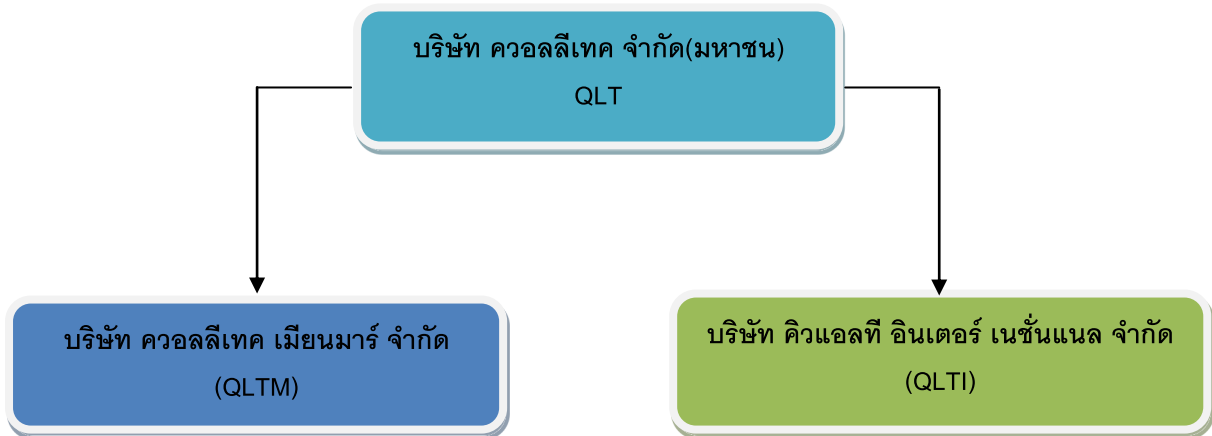 บริษัท ควอลลีเทค จำกัด(มหาชน)
QLT
บริษัท ควอลลีเทค เมียนมาร์ จำกัด
(QLTM)
บริษัท คิวแอลที อินเตอร์ เนชั่นแนล จำกัด
(QLTI)